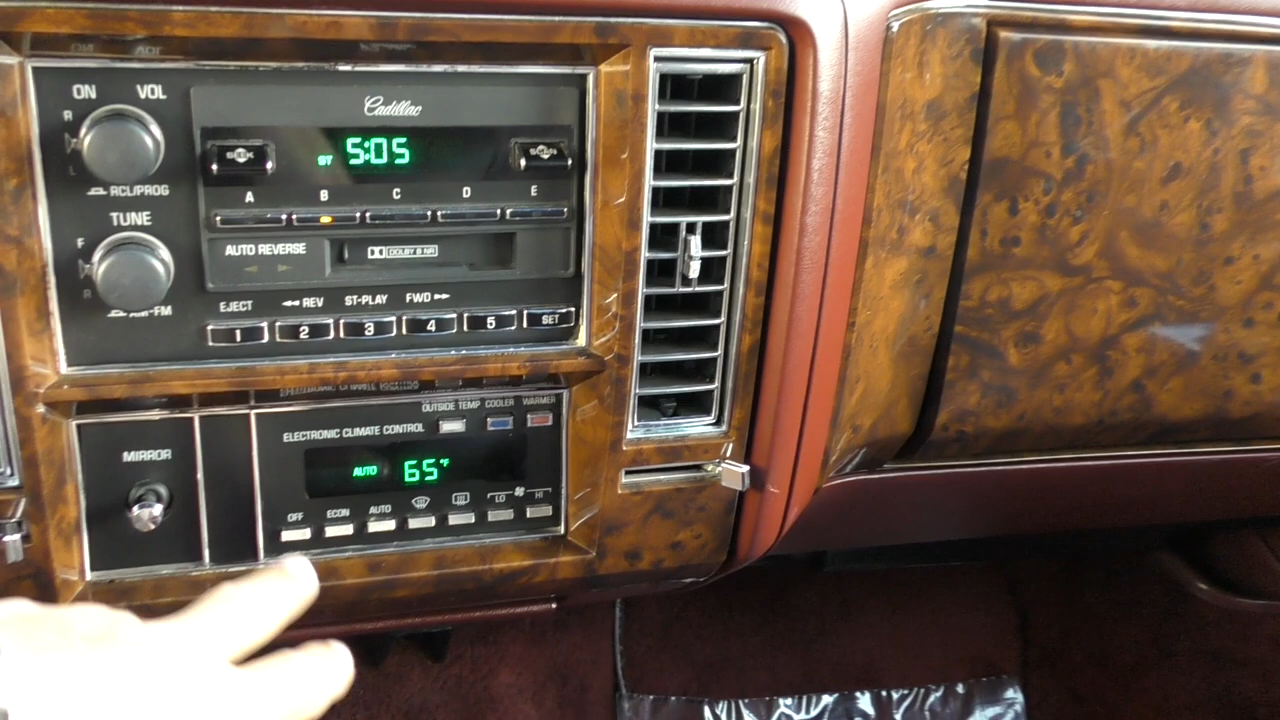 ON VOL
Cadillac
R
L
SEEK
ST 5:05
SCAN
RCL/PROG
A B C D E
TUNE
F
R
AUTO REVERSE
DOLBY B NR
AM-FM
EJECT ◄◄ REV ST-PLAY FWD ►►
1 2 3 4 5 SET
OUTSIDE TEMP COOLER WARMER
ELECTRONIC CLIMATE CONTROL
MIRROR
AUTO 65°F
OFF ECON AUTO LO HI